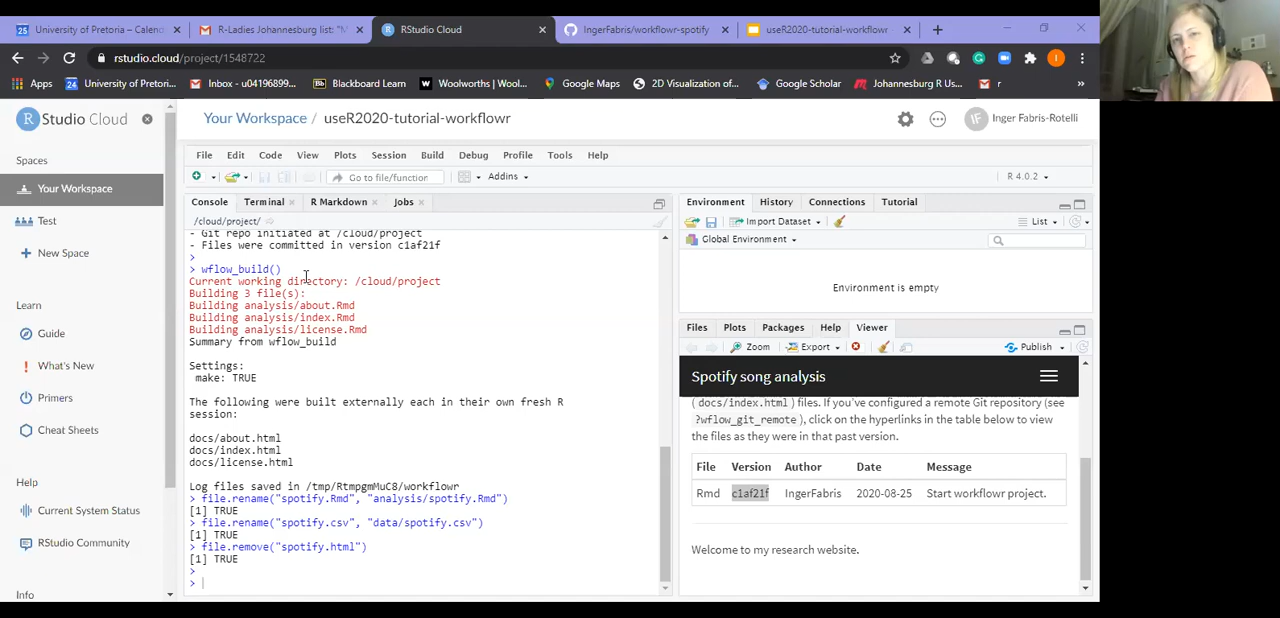 University of Pretoria – Calend
R-Ladies Johannesburg list: "M
RStudio Cloud
IngerFabris/workflowr-spotify
useR2020-tutorial-workflowr
rstudio.cloud/project/1548722
Apps
University of Pretori...
Inbox - u04196899...
Blackboard Learn
Woolworths | Wool...
Google Maps
2D Visualization of...
Google Scholar
Johannesburg R Us...
r
R Studio Cloud
Your Workspace / useR2020-tutorial-workflowr
IF Inger Fabris-Rotelli
Spaces
Your Workspace
Test
New Space
Learn
Guide
What's New
Primers
Cheat Sheets
Help
Current System Status
RStudio Community
Info
File Edit Code View Plots Session Build Debug Profile Tools Help
Go to file/function
Addins
R 4.0.2
Console Terminal R Markdown Jobs
/cloud/project/
- Git repo initiated at /cloud/project
- Files were committed in version c1af21f
>
> wflow_build()
Current working directory: /cloud/project
Building 3 file(s):
Building analysis/about.Rmd
Building analysis/index.Rmd
Building analysis/license.Rmd
Summary from wflow_build
Settings:
make: TRUE
The following were built externally each in their own fresh R
session:
docs/about.html
docs/index.html
docs/license.html
Log files saved in /tmp/RtmpgmMuC8/workflowr
> file.rename("spotify.Rmd", "analysis/spotify.Rmd")
[1] TRUE
> file.rename("spotify.csv", "data/spotify.csv")
[1] TRUE
> file.remove("spotify.html")
[1] TRUE
>
>
Environment History Connections Tutorial
Import Dataset
List
Global Environment
Environment is empty
Files Plots Packages Help Viewer
Zoom Export Publish
Spotify song analysis
(docs/index.html) files. If you've configured a remote Git repository (see
?wflow_git_remote), click on the hyperlinks in the table below to view
the files as they were in that past version.
File Version Author Date Message
Rmd c1af21f IngerFabris 2020-08-25 Start workflowr project.
Welcome to my research website.